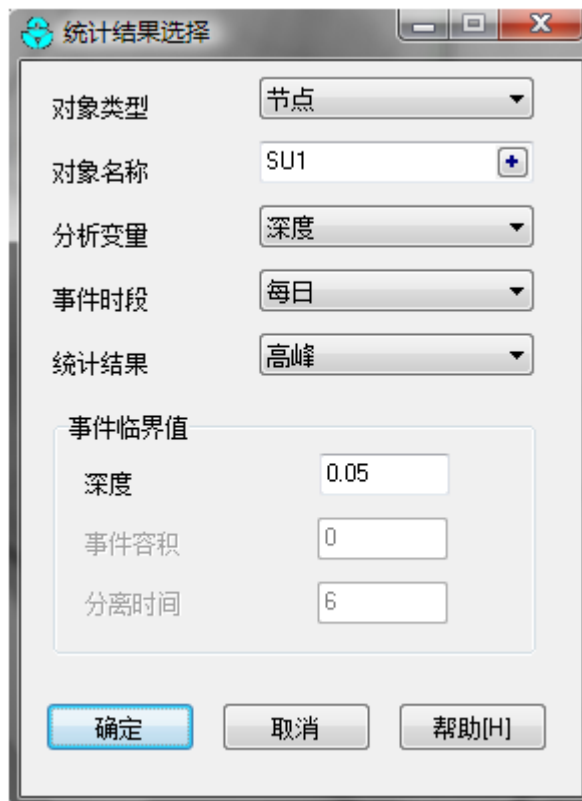 统计结果选择
对象类型 节点
对象名称 SU1
分析变量 深度
事件时段 每日
统计结果 高峰
事件临界值
深度 0.05
事件容积 0
分离时间 6
确定 取消 帮助[H]